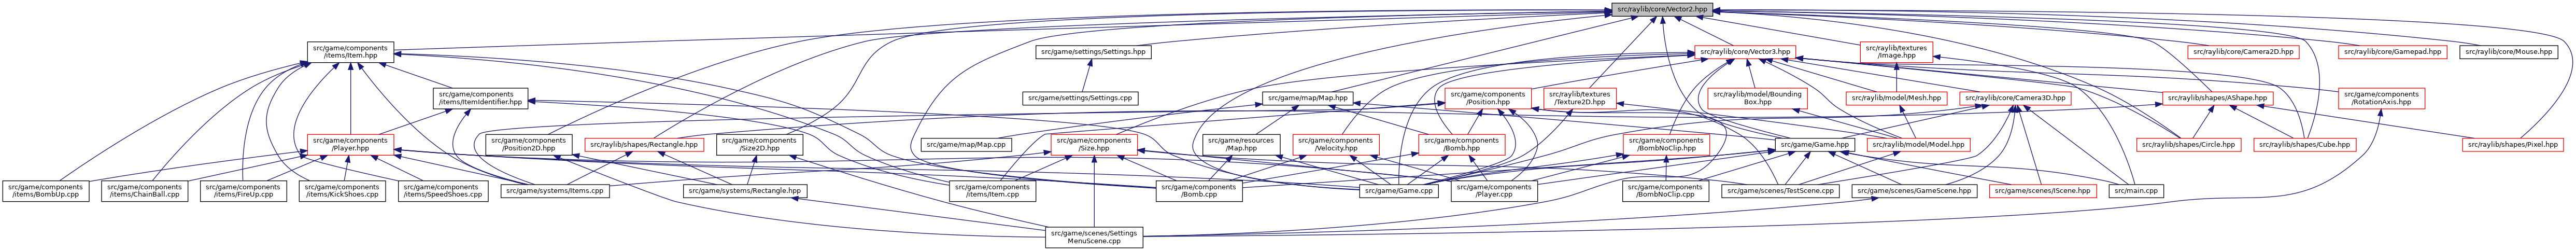 src/raylib/core/Vector2.hpp
src/game/components
/items/Item.hpp
src/game/settings/Settings.hpp
src/raylib/core/Vector3.hpp
src/raylib/textures
/Image.hpp
src/raylib/core/Camera2D.hpp
src/raylib/core/Gamepad.hpp
src/raylib/core/Mouse.hpp
src/game/components
/items/ItemIdentifier.hpp
src/game/settings/Settings.cpp
src/game/map/Map.hpp
src/game/components
/Position.hpp
src/raylib/textures
/Texture2D.hpp
src/raylib/model/Bounding
Box.hpp
src/raylib/model/Mesh.hpp
src/raylib/core/Camera3D.hpp
src/raylib/shapes/AShape.hpp
src/game/components
/RotationAxis.hpp
src/game/components
/Player.hpp
src/game/components
/Position2D.hpp
src/raylib/shapes/Rectangle.hpp
src/game/components
/Size2D.hpp
src/game/map/Map.cpp
src/game/components
/Size.hpp
src/game/resources
/Map.hpp
src/game/components
/Velocity.hpp
src/game/components
/Bomb.hpp
src/game/components
/BombNoClip.hpp
src/game/Game.hpp
src/raylib/model/Model.hpp
src/raylib/shapes/Circle.hpp
src/raylib/shapes/Cube.hpp
src/raylib/shapes/Pixel.hpp
src/game/components
/items/BombUp.cpp
src/game/components
/items/ChainBall.cpp
src/game/components
/items/FireUp.cpp
src/game/components
/items/KickShoes.cpp
src/game/components
/items/SpeedShoes.cpp
src/game/systems/Items.cpp
src/game/systems/Rectangle.hpp
src/game/components
/items/Item.cpp
src/game/components
/Bomb.cpp
src/game/Game.cpp
src/game/components
/Player.cpp
src/game/components
/BombNoClip.cpp
src/game/scenes/TestScene.cpp
src/game/scenes/GameScene.hpp
src/game/scenes/IScene.hpp
src/main.cpp
src/game/scenes/Settings
MenuScene.cpp